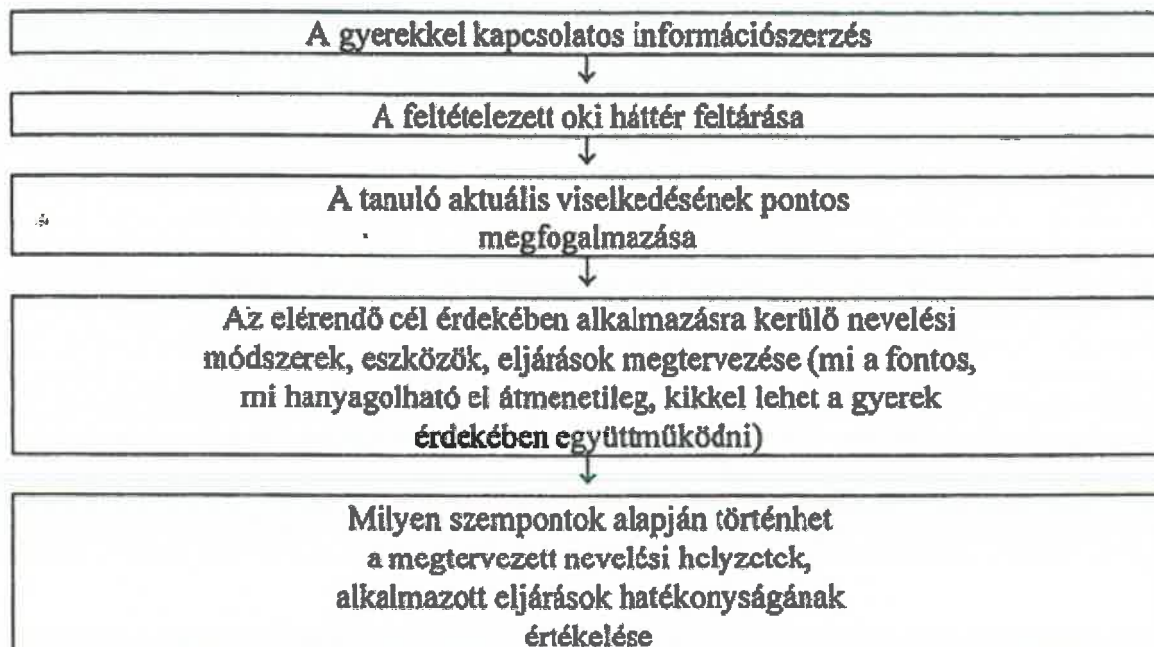 A gyerekkel kapcsolatos információszerzés
A feltételezett oki háttér feltárása
A tanuló aktuális viselkedésének pontos
megfogalmazása
Az elérendő cél érdekében alkalmazásra kerülő nevelési
módszerek, eszközök, eljárások megtervezése (mi a fontos,
mi hanyagolható el átmenetileg, kikkel lehet a gyerek
érdekében együttműködni)
Milyen szempontok alapján történhet
a megtervezett nevelési helyzetek,
alkalmazott eljárások hatékonyságának
értékelése